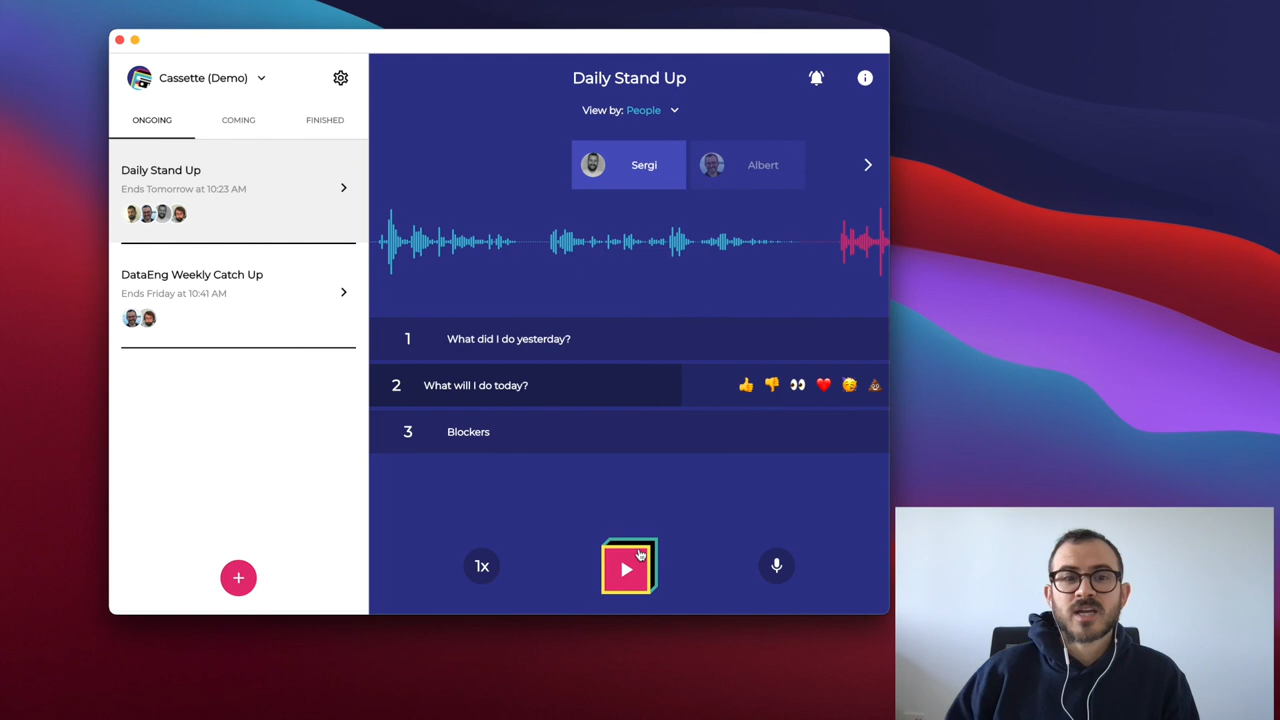 Cassette (Demo)
ONGOING
COMING
FINISHED
Daily Stand Up
Ends Tomorrow at 10:23 AM
DataEng Weekly Catch Up
Ends Friday at 10:41 AM
+
Daily Stand Up
View by: People
Sergi
Albert
1 What did I do yesterday?
2 What will I do today?
3 Blockers
1x